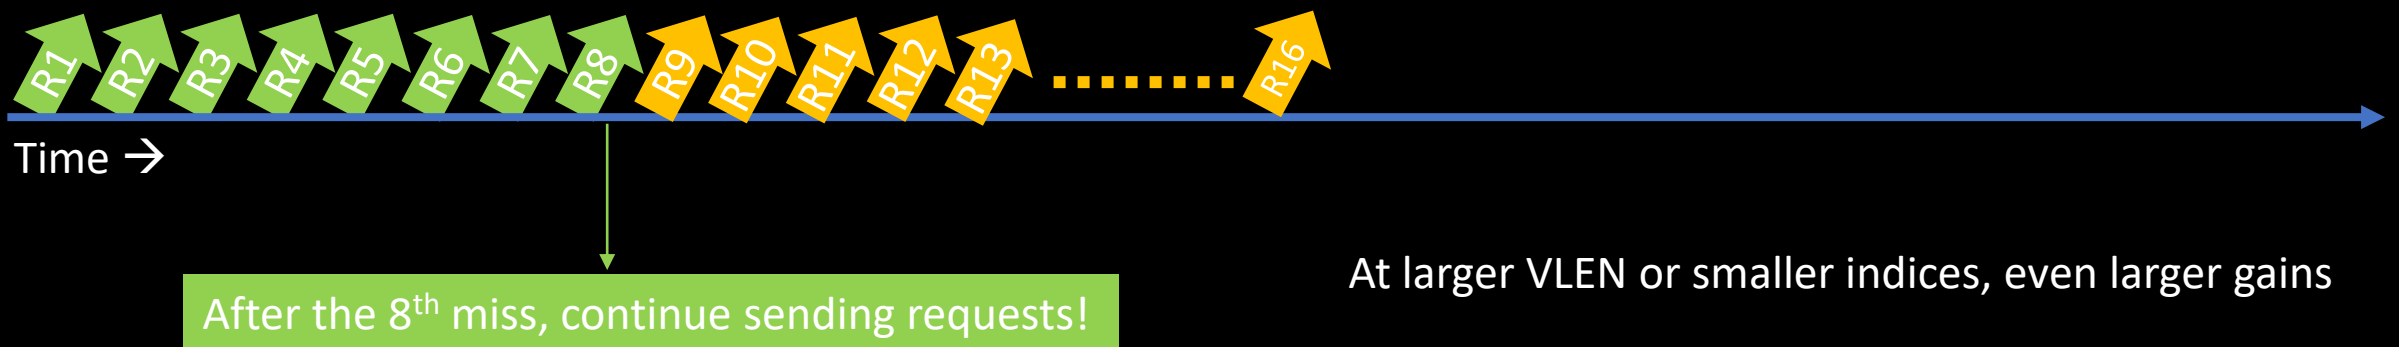 R1 R2 R3 R4 R5 R6 R7 R8 R9 R10 R11 R12 R13 ........ R16
Time →
At larger VLEN or smaller indices, even larger gains
After the 8th miss, continue sending requests!